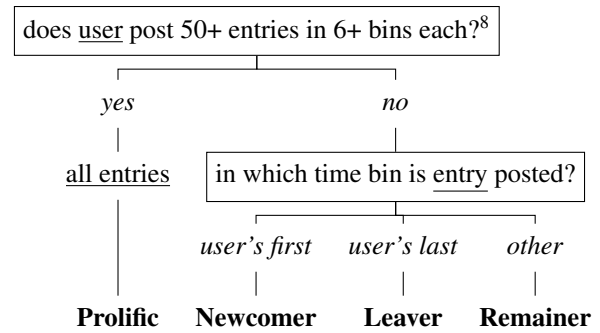 does user post 50+ entries in 6+ bins each?⁸
yes no
all entries in which time bin is entry posted?
user's first user's last other
Prolific Newcomer Leaver Remainer